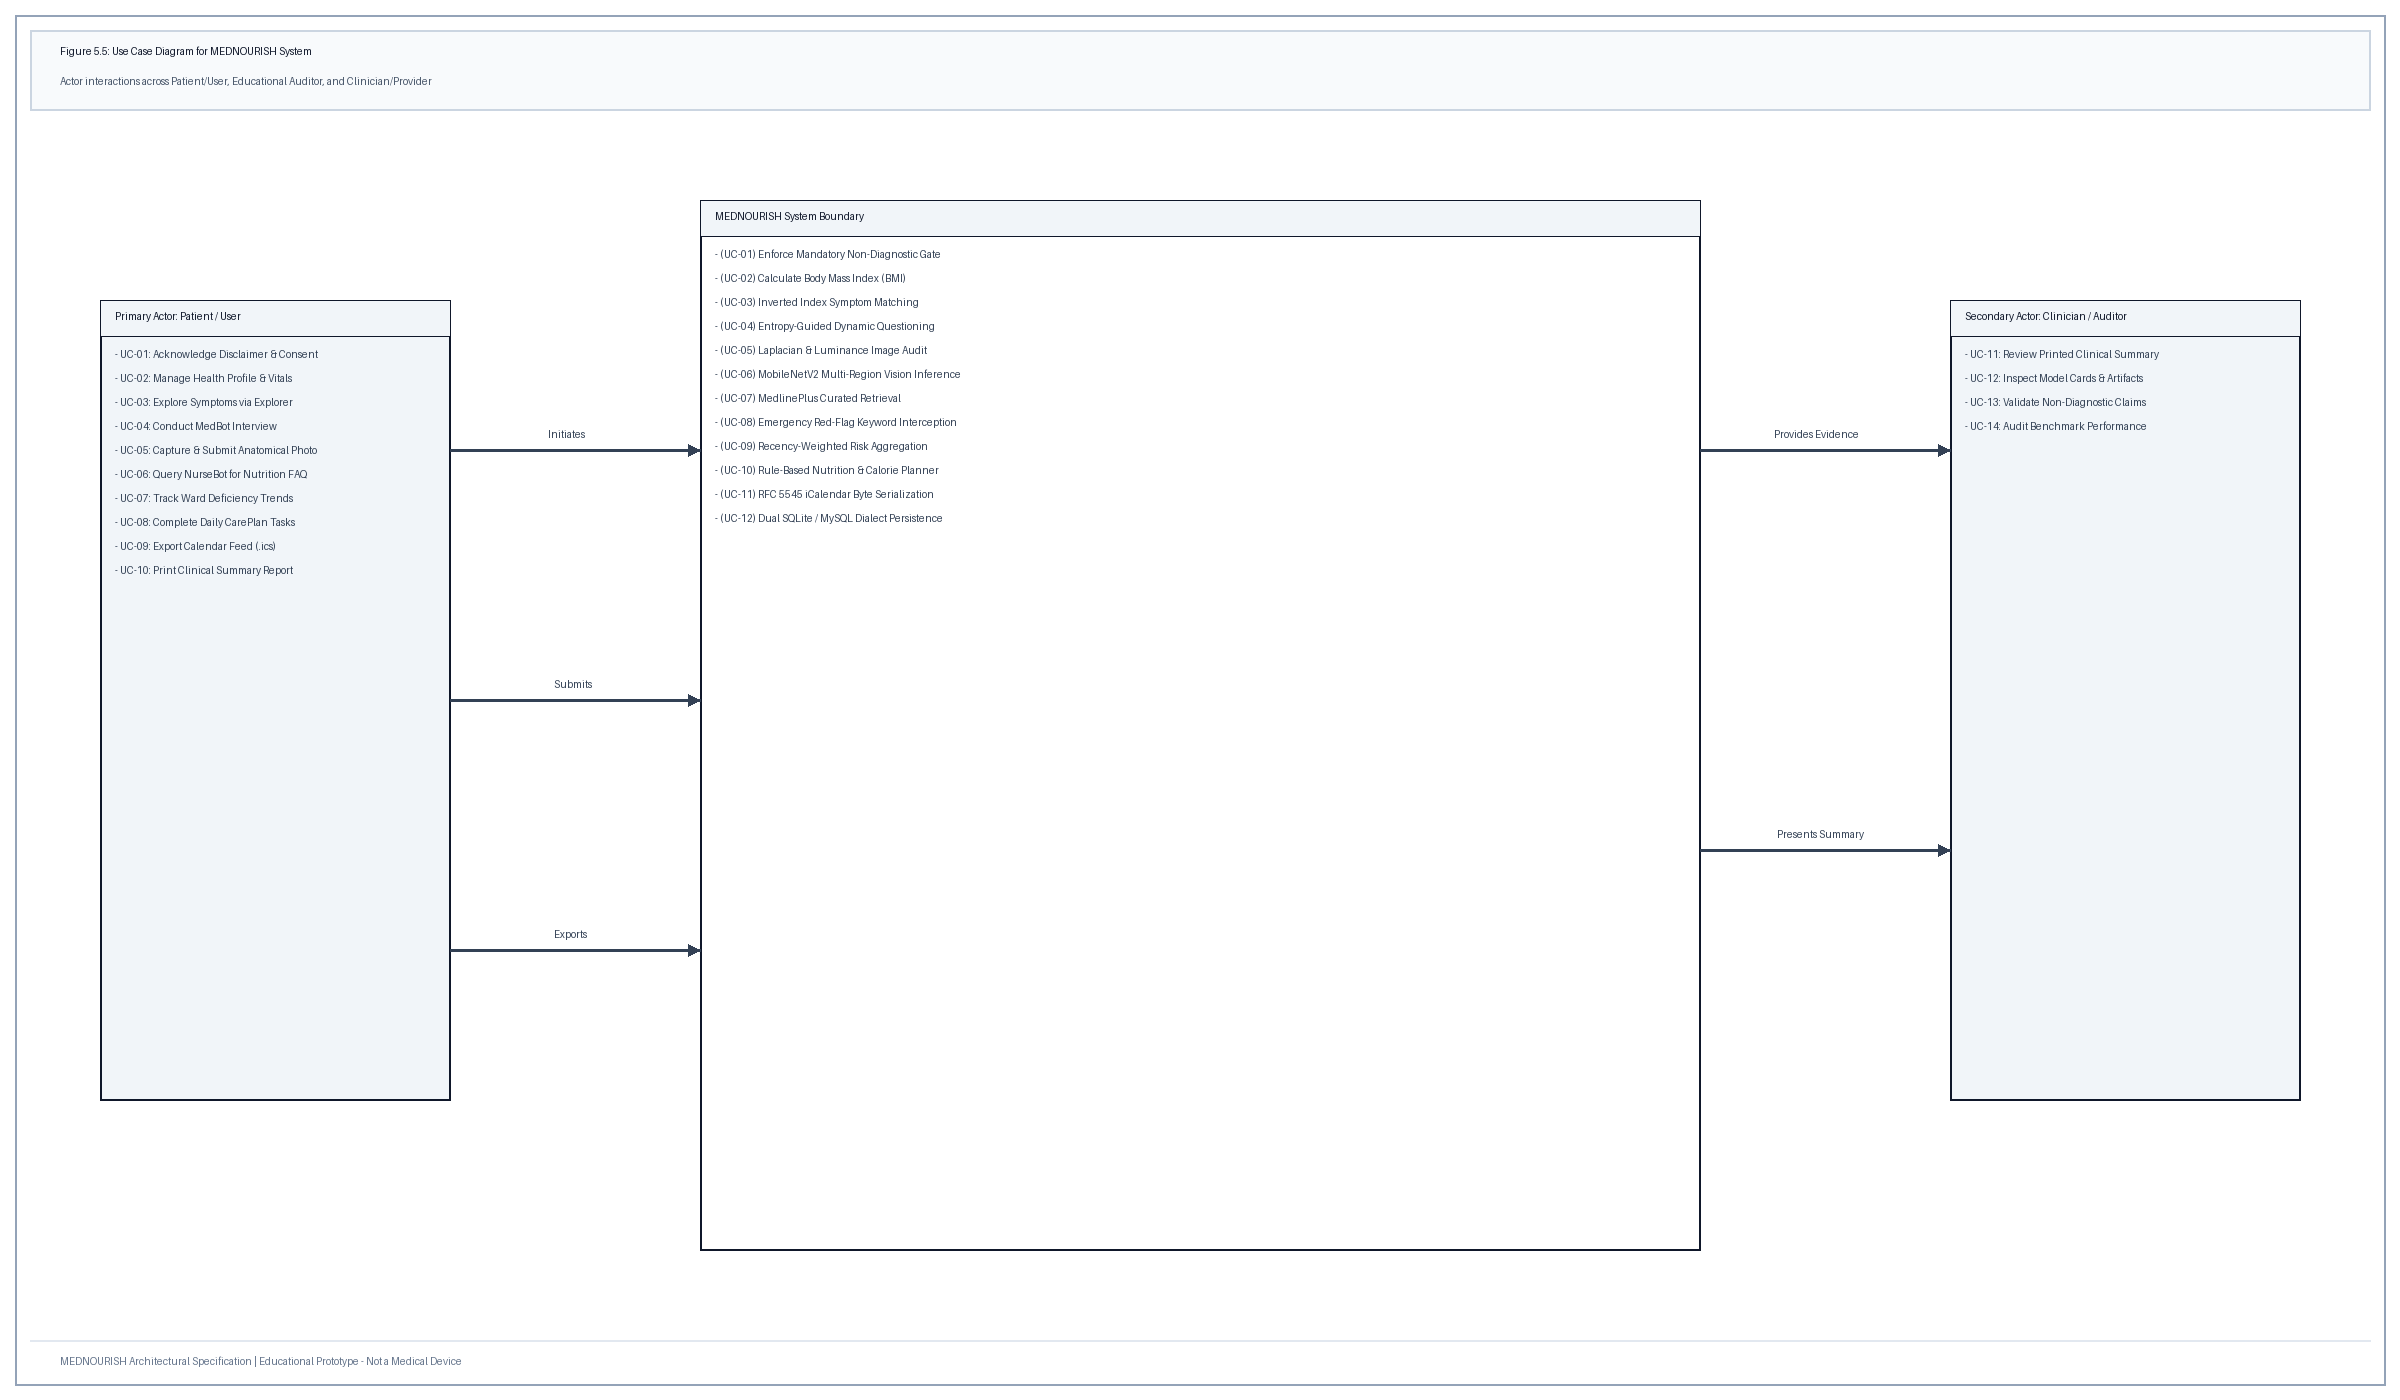 Figure 5.5: Use Case Diagram for MEDNOURISH System
Actor interactions across Patient/User, Educational Auditor, and Clinician/Provider
Primary Actor: Patient / User
- UC-01: Acknowledge Disclaimer & Consent
- UC-02: Manage Health Profile & Vitals
- UC-03: Explore Symptoms via Explorer
- UC-04: Conduct MedBot Interview
- UC-05: Capture & Submit Anatomical Photo
- UC-06: Query NurseBot for Nutrition FAQ
- UC-07: Track Ward Deficiency Trends
- UC-08: Complete Daily CarePlan Tasks
- UC-09: Export Calendar Feed (.ics)
- UC-10: Print Clinical Summary Report
Initiates
Submits
Exports
MEDNOURISH System Boundary
- (UC-01) Enforce Mandatory Non-Diagnostic Gate
- (UC-02) Calculate Body Mass Index (BMI)
- (UC-03) Inverted Index Symptom Matching
- (UC-04) Entropy-Guided Dynamic Questioning
- (UC-05) Laplacian & Luminance Image Audit
- (UC-06) MobileNetV2 Multi-Region Vision Inference
- (UC-07) MedlinePlus Curated Retrieval
- (UC-08) Emergency Red-Flag Keyword Interception
- (UC-09) Recency-Weighted Risk Aggregation
- (UC-10) Rule-Based Nutrition & Calorie Planner
- (UC-11) RFC 5545 iCalendar Byte Serialization
- (UC-12) Dual SQLite / MySQL Dialect Persistence
Provides Evidence
Presents Summary
Secondary Actor: Clinician / Auditor
- UC-11: Review Printed Clinical Summary
- UC-12: Inspect Model Cards & Artifacts
- UC-13: Validate Non-Diagnostic Claims
- UC-14: Audit Benchmark Performance
MEDNOURISH Architectural Specification | Educational Prototype - Not a Medical Device